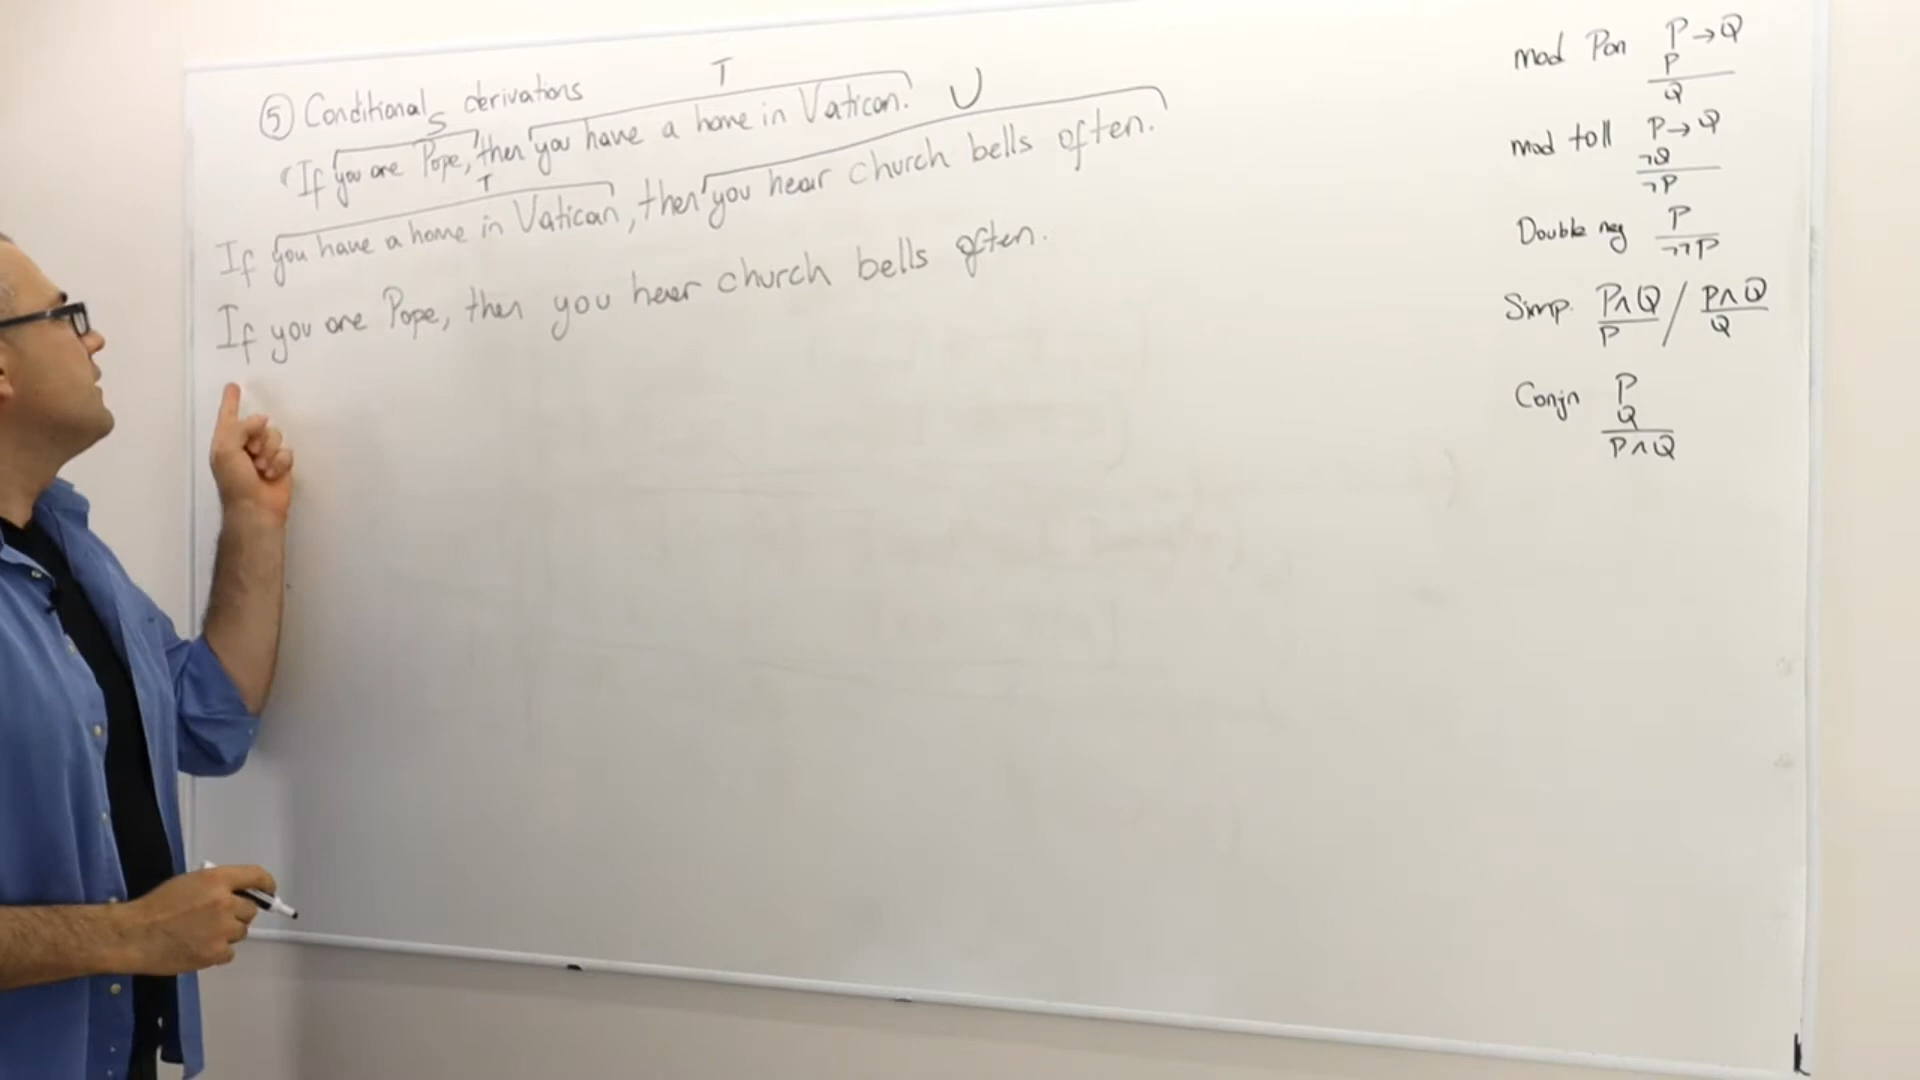 ⑤ Conditional derivations
S T
"If you are Pope, then you have a home in Vatican.
T U
If you have a home in Vatican, then you hear church bells often.
If you are Pope, then you hear church bells often.
mod Pon P→Q
P
Q
mod toll P→Q
¬Q
¬P
Double neg P
¬¬P
Simp. P∧Q / P∧Q
P Q
Conjn P
Q
P∧Q